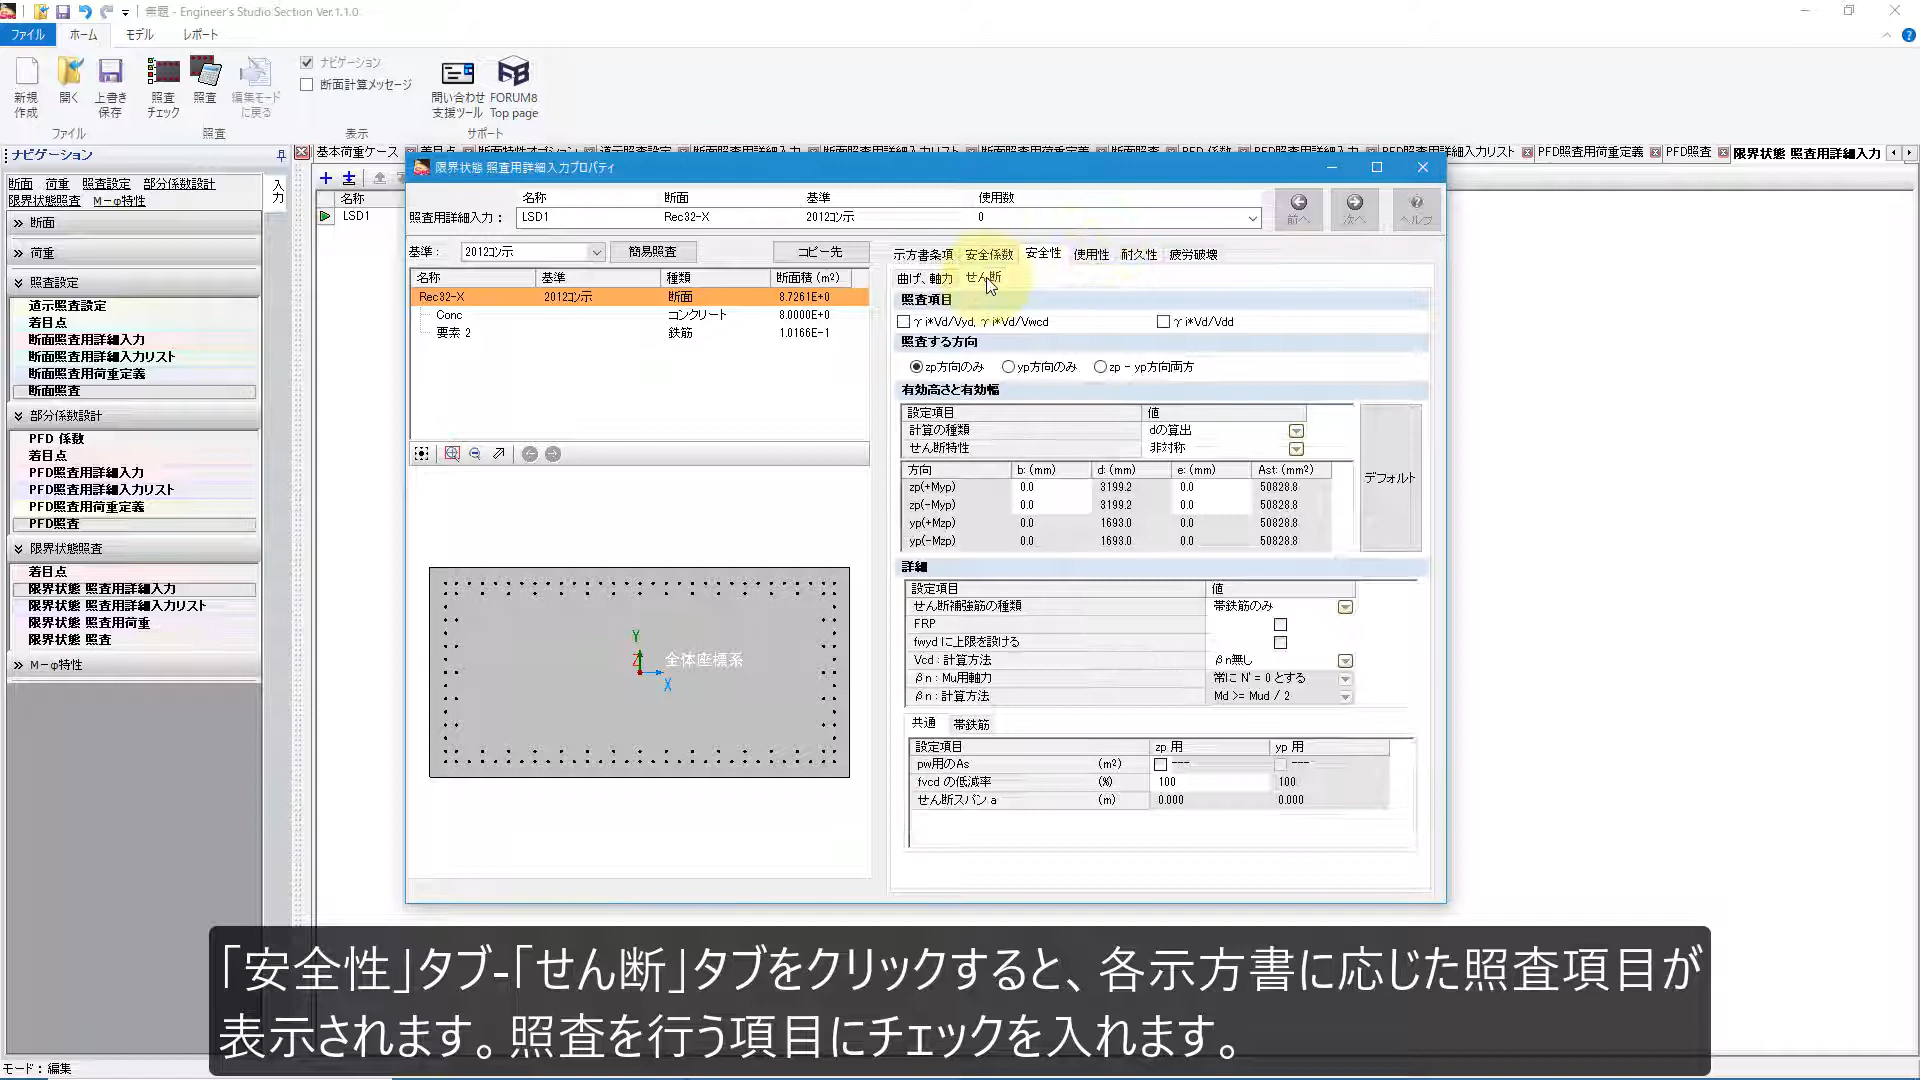 無題 - Engineer's Studio Section Ver.1.1.0
ファイル ホーム モデル レポート
新規作成 開く 上書き保存 照査チェック 照査 編集モードに戻る
ナビゲーション
断面計算メッセージ
問い合わせ支援ツール FORUM8 Top page
ファイル 照査 表示 サポート
ナビゲーション
断面 荷重 照査設定 部分係数設計
限界状態照査 M-φ特性
入力
断面
荷重
照査設定
道示照査設定
着目点
断面照査用詳細入力
断面照査用詳細入力リスト
断面照査用荷重定義
断面照査
部分係数設計
PFD 係数
着目点
PFD照査用詳細入力
PFD照査用詳細入力リスト
PFD照査用荷重定義
PFD照査
限界状態照査
着目点
限界状態 照査用詳細入力
限界状態 照査用詳細入力リスト
限界状態 照査用荷重
限界状態 照査
M-φ特性
モード : 編集
基本荷重ケース
PFD照査用荷重定義 PFD照査 限界状態 照査用詳細入力
名称
LSD1
限界状態 照査用詳細入力プロパティ
名称 断面 基準 使用数
照査用詳細入力 : LSD1 Rec32-X 2012コン示 0
前へ 次へ ヘルプ
基準 : 2012コン示 簡易照査 コピー先
名称 基準 種類 断面積 (m²)
Rec32-X 2012コン示 断面 8.7261E+0
Conc コンクリート 8.0000E+0
要素 2 鉄筋 1.0166E-1
Y
Z 全体座標系
X
示方書条項 安全係数 安全性 使用性 耐久性 疲労破壊
曲げ、軸力 せん断
照査項目
γi*Vd/Vyd, γi*Vd/Vwcd γi*Vd/Vdd
照査する方向
zp方向のみ yp方向のみ zp - yp方向両方
有効高さと有効幅
設定項目 値
計算の種類 dの算出
せん断特性 非対称
方向 b: (mm) d: (mm) e: (mm) Ast: (mm²)
zp(+Myp) 0.0 3199.2 0.0 50828.8
zp(-Myp) 0.0 3199.2 0.0 50828.8
yp(+Mzp) 0.0 1693.0 0.0 50828.8
yp(-Mzp) 0.0 1693.0 0.0 50828.8
デフォルト
詳細
設定項目 値
せん断補強筋の種類 帯鉄筋のみ
FRP
fwyd に上限を設ける
Vcd : 計算方法 βn無し
βn : Mu用軸力 常に N' = 0 とする
βn : 計算方法 Md >= Mud / 2
共通 帯鉄筋
設定項目 zp 用 yp 用
pw用のAs (m²) --- ---
fvcd の低減率 (%) 100 100
せん断スパン a (m) 0.000 0.000
「安全性」タブ-「せん断」タブをクリックすると、各示方書に応じた照査項目が
表示されます。照査を行う項目にチェックを入れます。